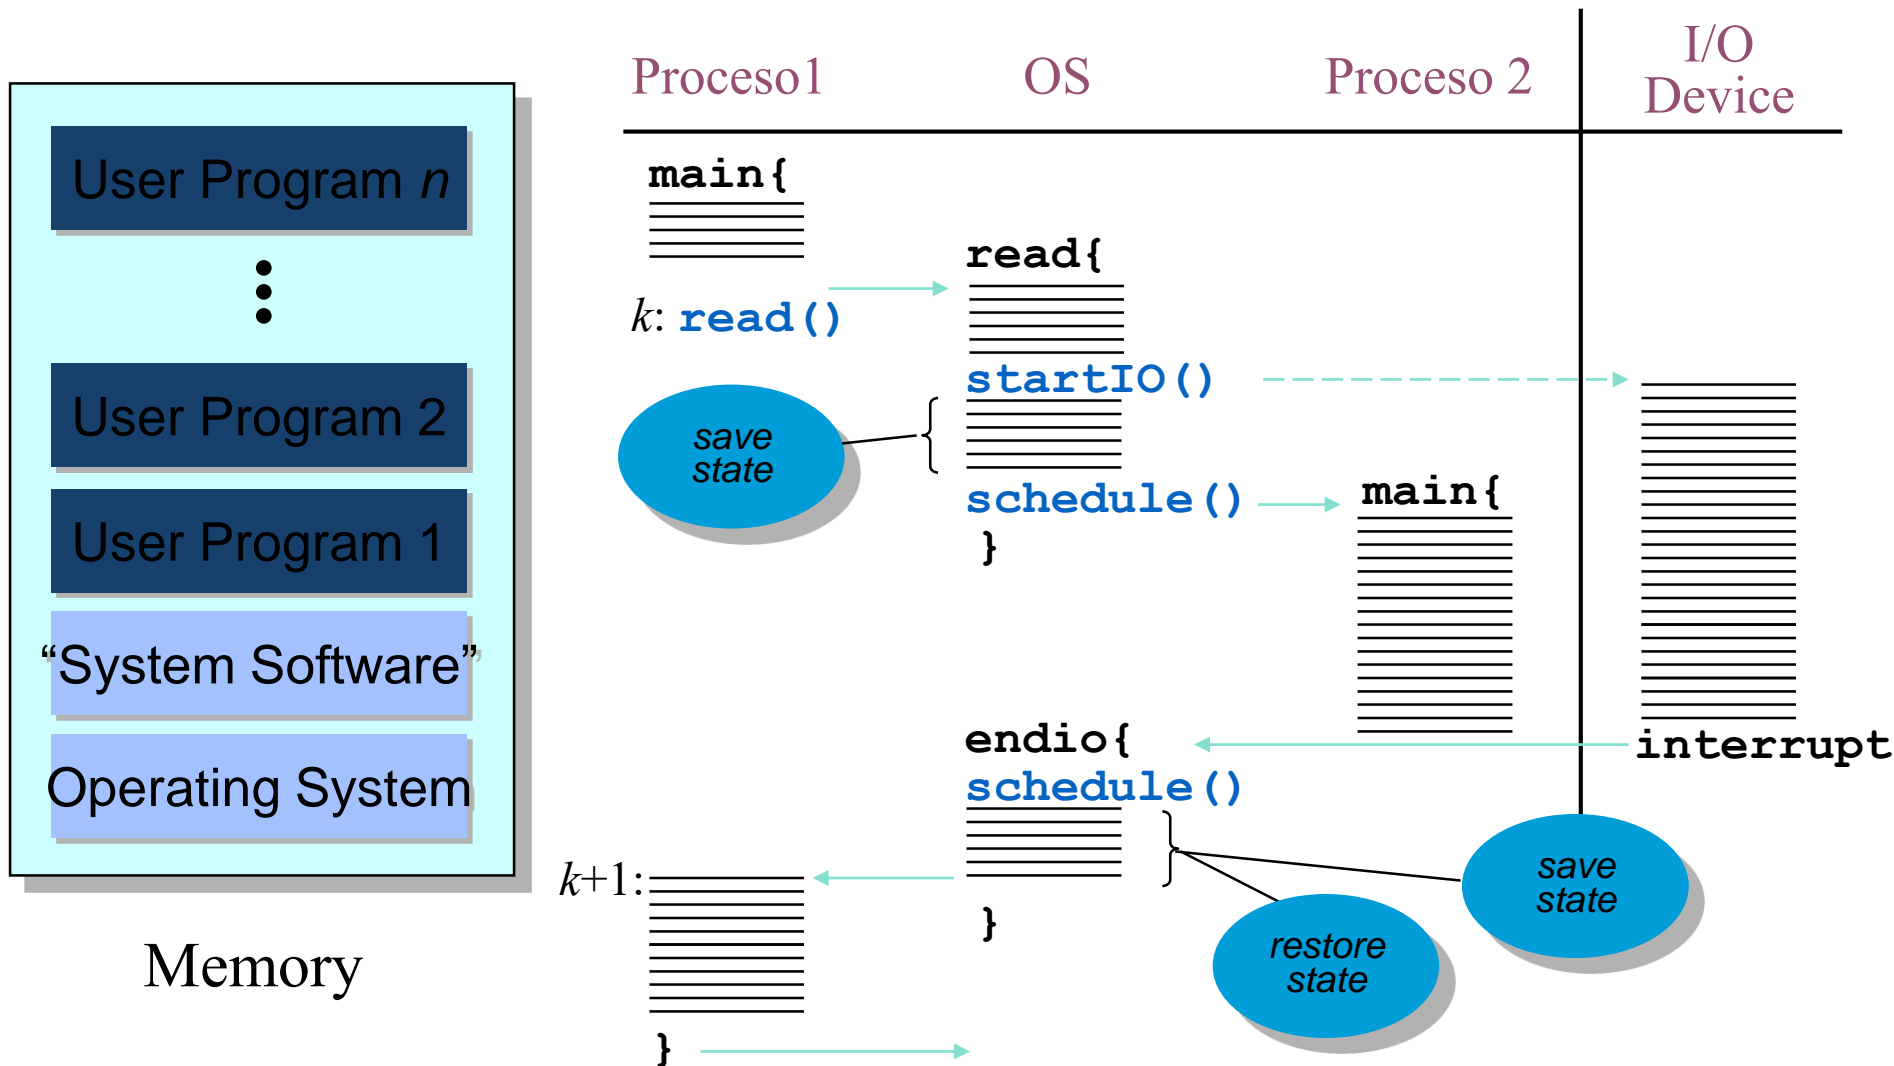 User Program n
User Program 2
User Program 1
“System Software”
Operating System
Memory
Proceso1
OS
Proceso 2
I/O
Device
main{
k: read()
read{
startIO()
save
state
schedule()
}
main{
interrupt
endio{
schedule()
}
save
state
restore
state
k+1:
}